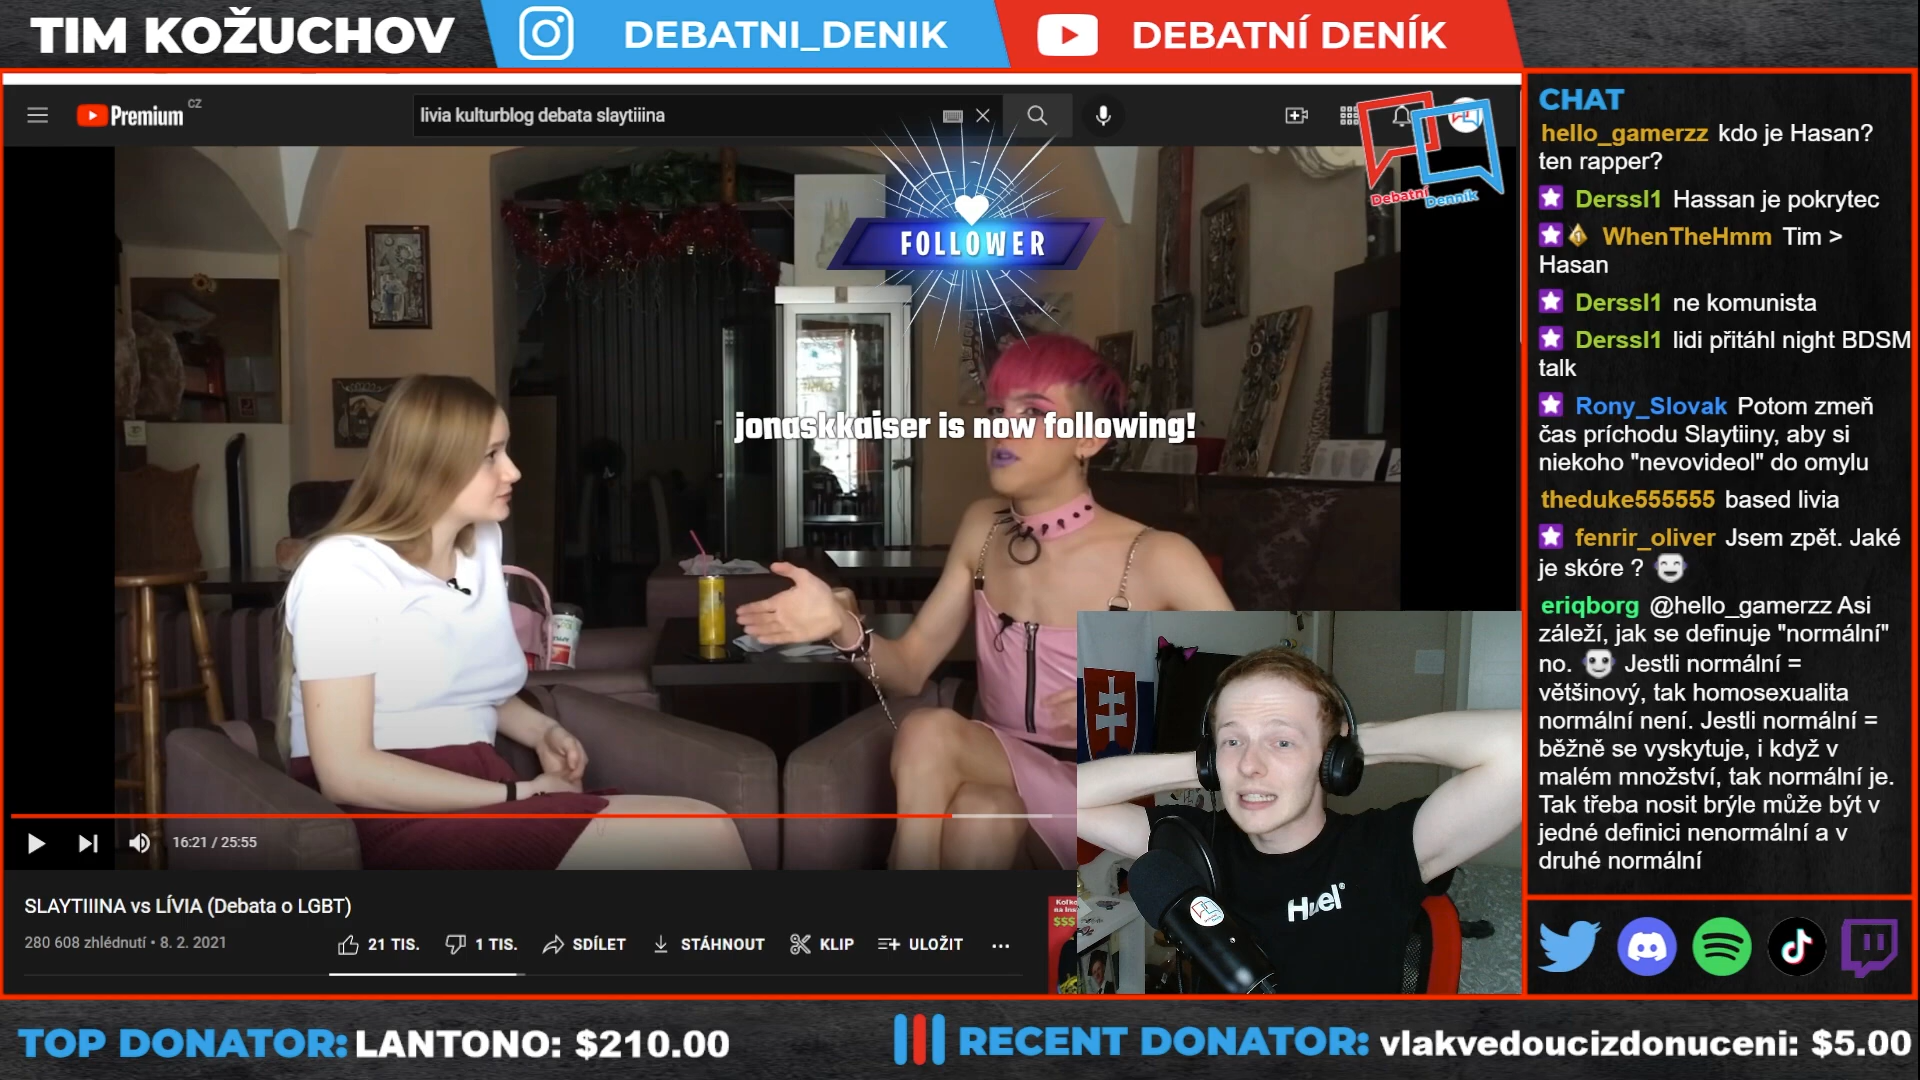 TIM KOŽUCHOV
DEBATNI_DENIK
DEBATNÍ DENÍK
Premium CZ
livia kulturblog debata slaytiiina
Debatní
Denník
FOLLOWER
jonaskkaiser is now following!
16:21 / 25:55
SLAYTIIINA vs LÍVIA (Debata o LGBT)
280 608 zhlédnutí • 8. 2. 2021
21 TIS.
1 TIS.
SDÍLET
STÁHNOUT
KLIP
ULOŽIT
$$$
Huel
CHAT
hello_gamerzz kdo je Hasan?
ten rapper?
Derssl1 Hassan je pokrytec
WhenTheHmm Tim >
Hasan
Derssl1 ne komunista
Derssl1 lidi přitáhl night BDSM
talk
Rony_Slovak Potom zmeň
čas príchodu Slaytiiny, aby si
niekoho "nevovideol" do omylu
theduke555555 based livia
fenrir_oliver Jsem zpět. Jaké
je skóre ?
eriqborg @hello_gamerzz Asi
záleží, jak se definuje "normální"
no. Jestli normální =
většinový, tak homosexualita
normální není. Jestli normální =
běžně se vyskytuje, i když v
malém množství, tak normální je.
Tak třeba nosit brýle může být v
jedné definici nenormální a v
druhé normální
TOP DONATOR: LANTONO: $210.00
RECENT DONATOR: vlakvedoucizdonuceni: $5.00